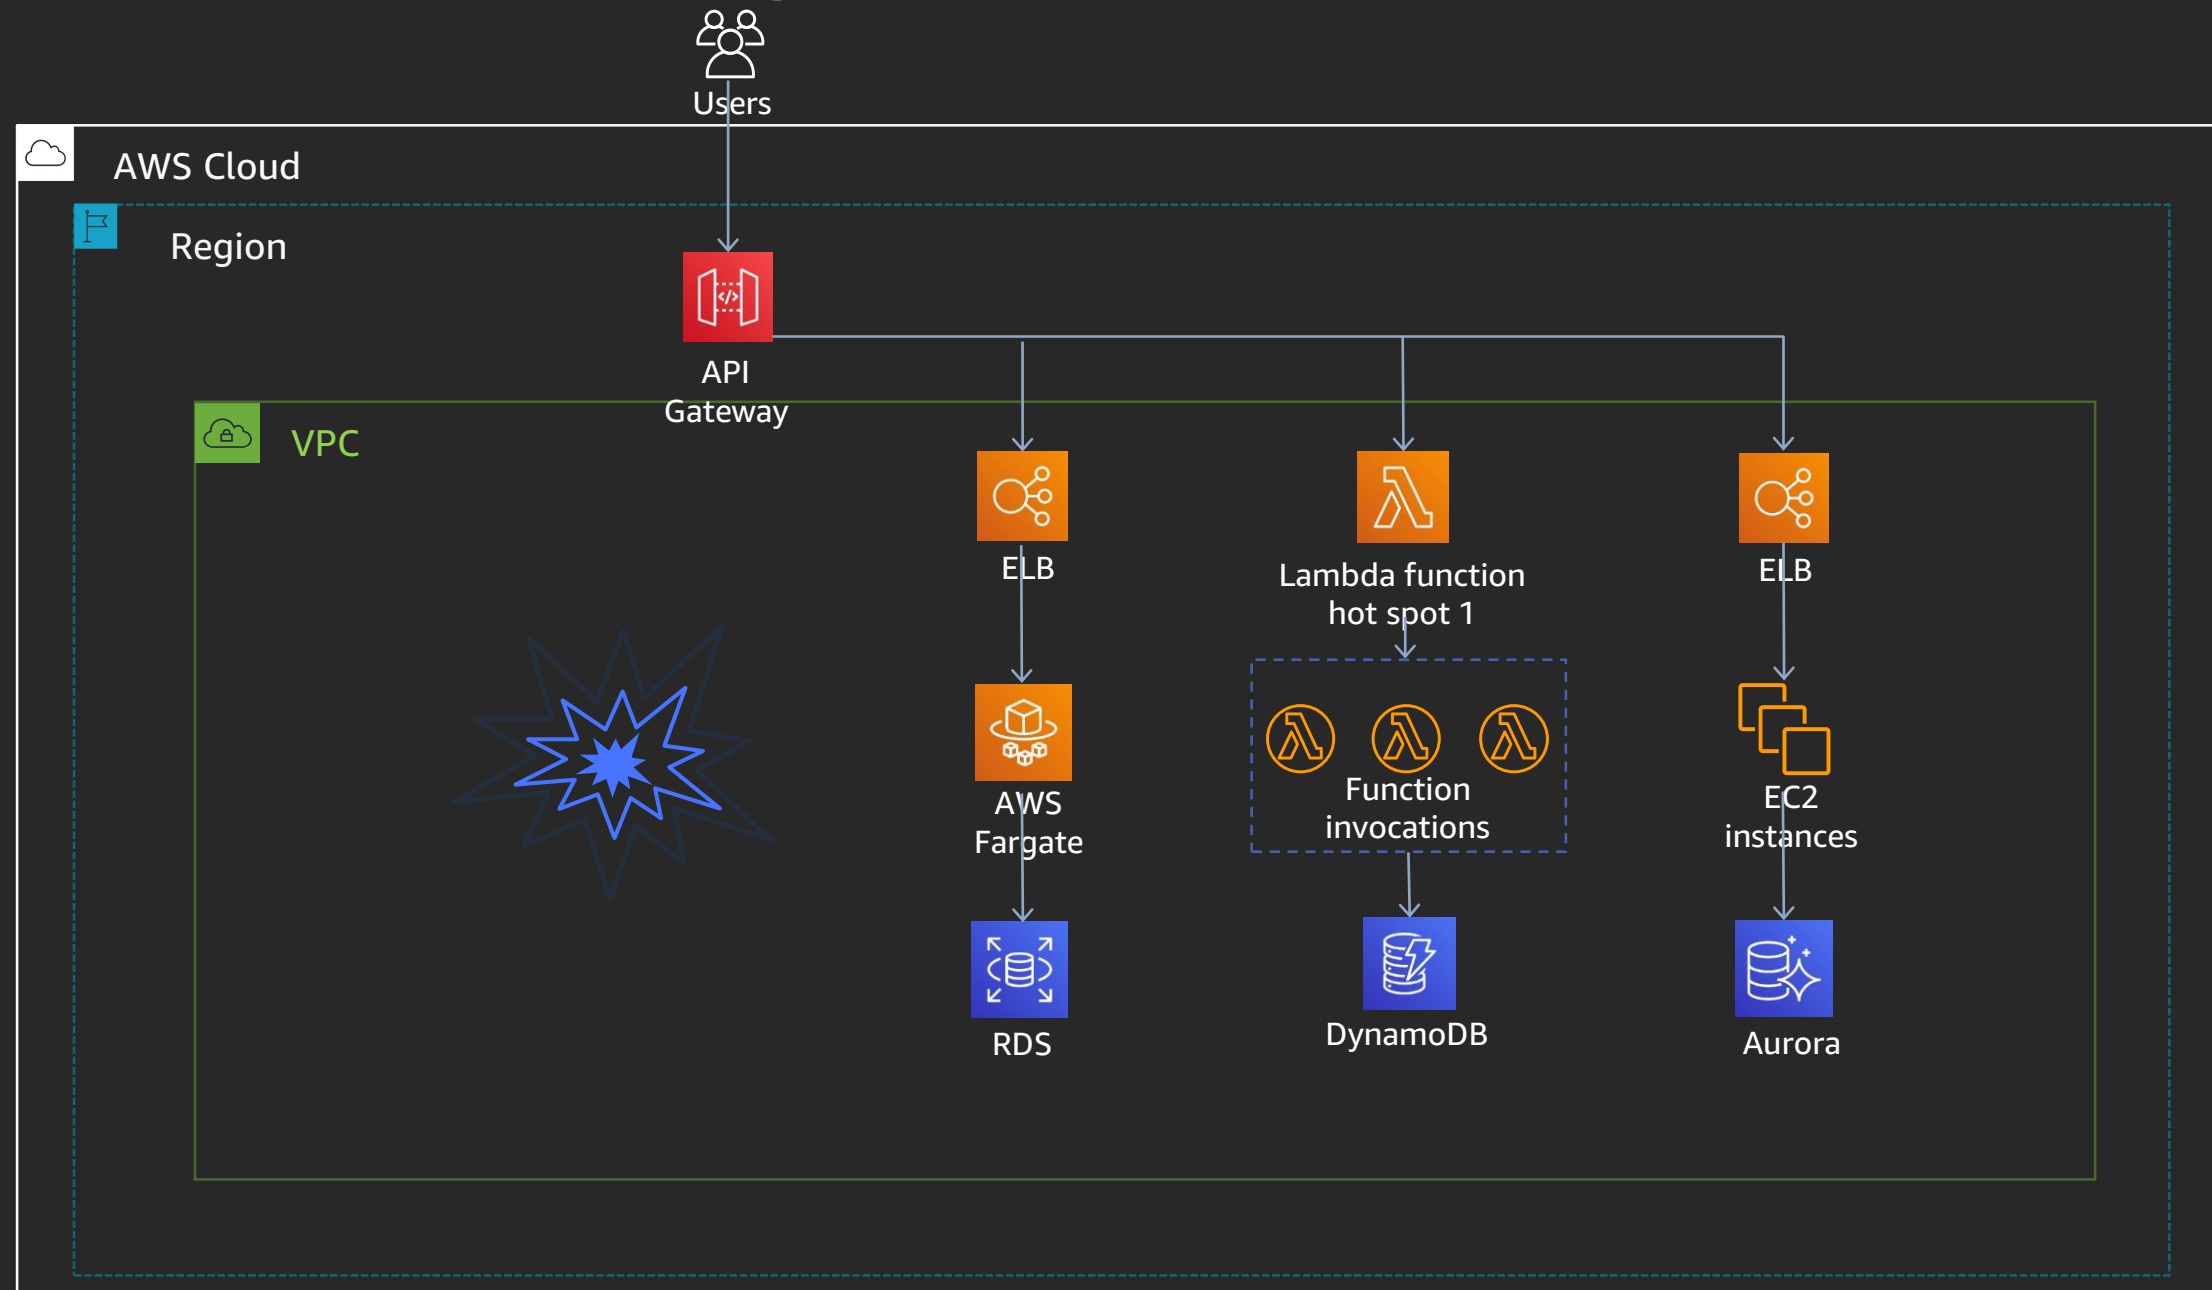 Users
AWS Cloud
Region
API
Gateway
VPC
ELB
Lambda function
hot spot 1
ELB
Function
invocations
AWS
Fargate
EC2
instances
RDS
DynamoDB
Aurora